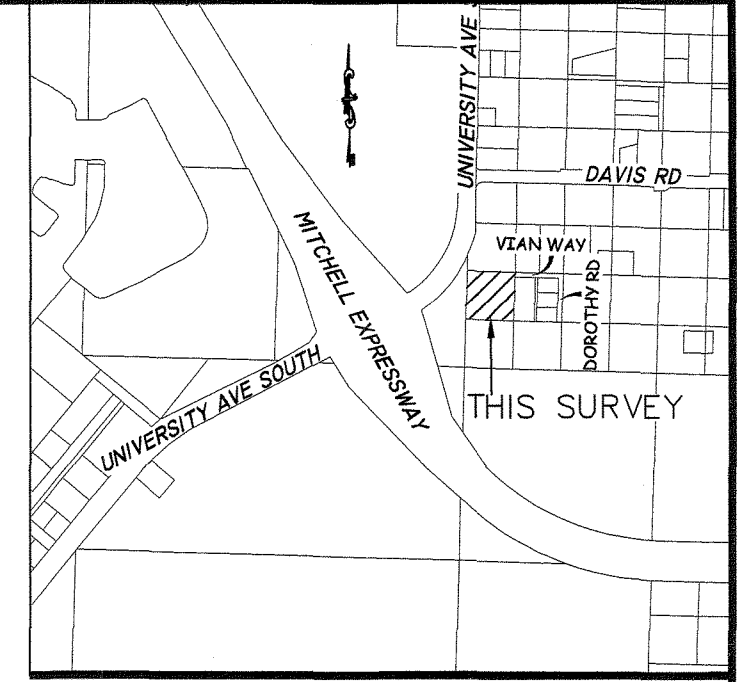 UNIVERSITY AVE S
DAVIS RD
VIAN WAY
DOROTHY RD
MITCHELL EXPRESSWAY
UNIVERSITY AVE SOUTH
THIS SURVEY